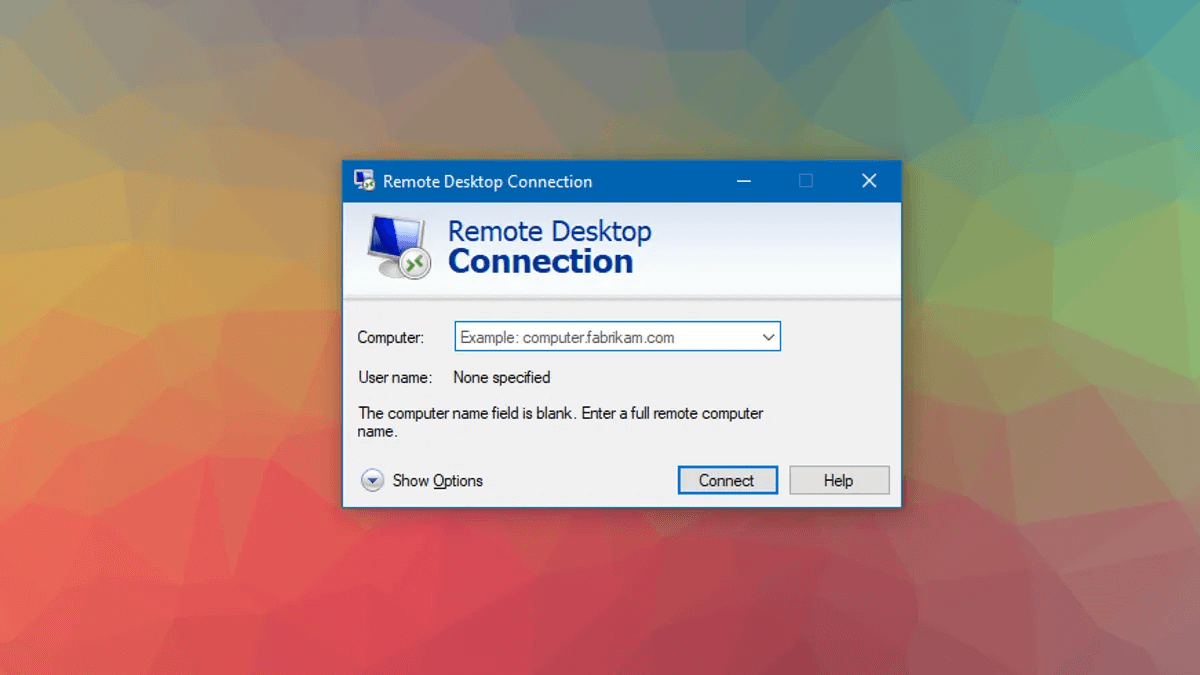 Remote Desktop Connection
Remote Desktop
Connection
Computer:
Example: computer.fabrikam.com
User name:
None specified
The computer name field is blank. Enter a full remote computer
name.
Show Options
Connect
Help